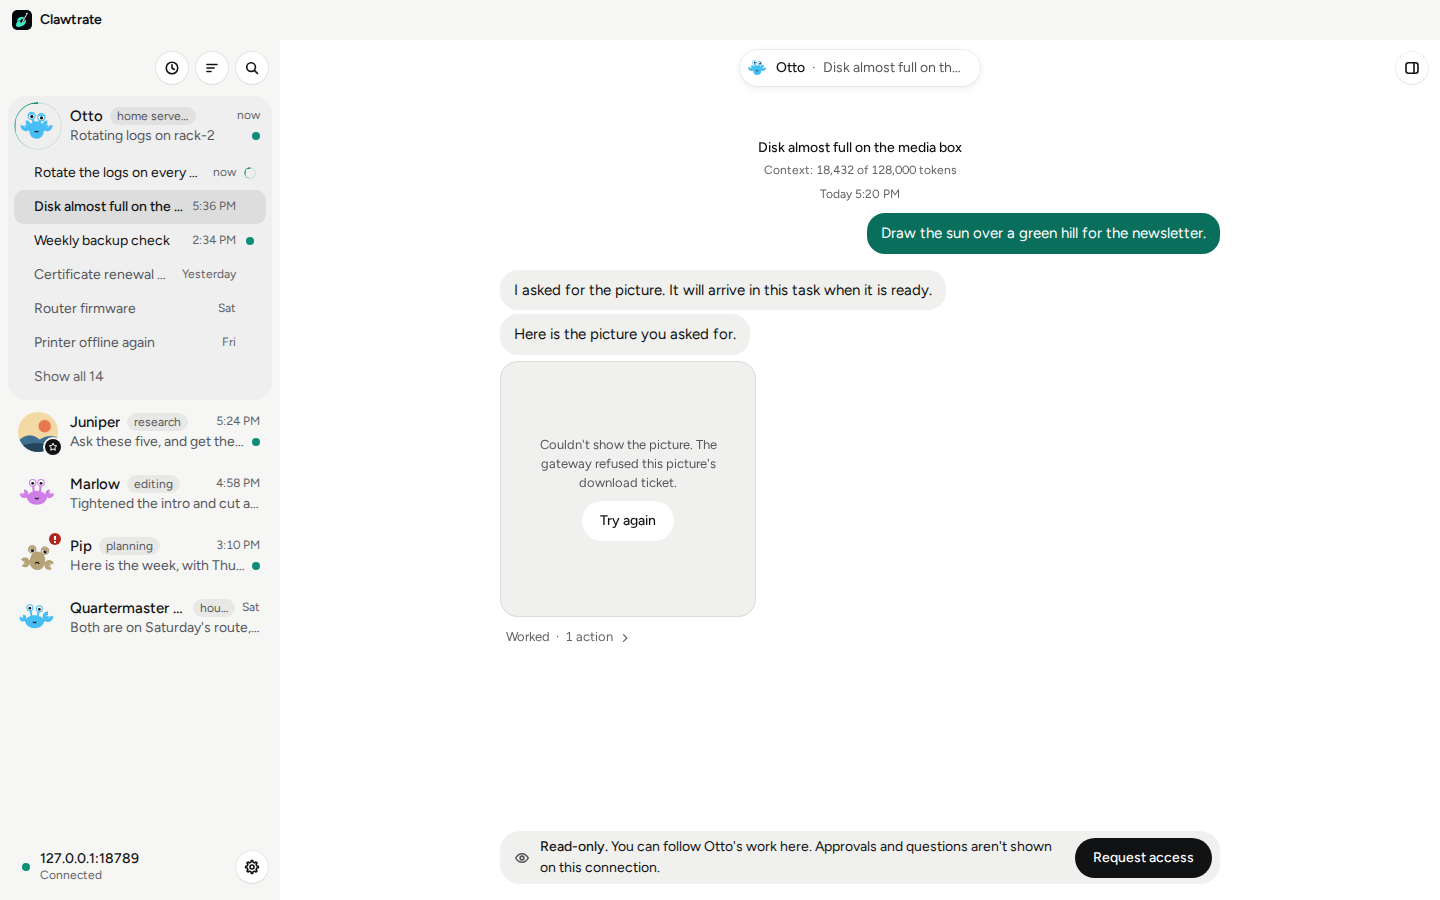 Clawtrate
Otto · Disk almost full on th...
Otto home serve... now
Rotating logs on rack-2
Rotate the logs on every ... now
Disk almost full on the ... 5:36 PM
Weekly backup check 2:34 PM
Certificate renewal ... Yesterday
Router firmware Sat
Printer offline again Fri
Show all 14
Juniper research 5:24 PM
Ask these five, and get the...
Marlow editing 4:58 PM
Tightened the intro and cut a...
Pip planning 3:10 PM
Here is the week, with Thu...
Quartermaster ... hou... Sat
Both are on Saturday's route,...
127.0.0.1:18789
Connected
Disk almost full on the media box
Context: 18,432 of 128,000 tokens
Today 5:20 PM
Draw the sun over a green hill for the newsletter.
I asked for the picture. It will arrive in this task when it is ready.
Here is the picture you asked for.
Couldn't show the picture. The
gateway refused this picture's
download ticket.
Try again
Worked · 1 action
Read-only. You can follow Otto's work here. Approvals and questions aren't shown
on this connection.
Request access